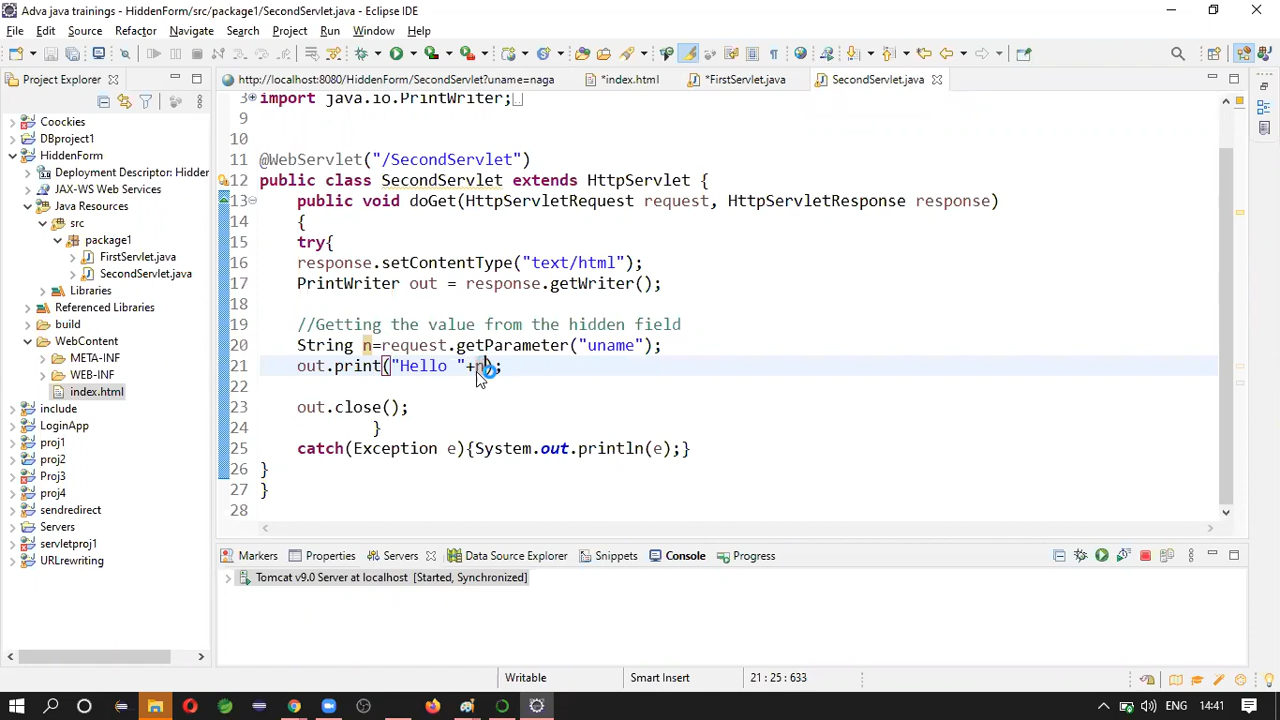 Adva java trainings - HiddenForm/src/package1/SecondServlet.java - Eclipse IDE
File Edit Source Refactor Navigate Search Project Run Window Help
Project Explorer
http://localhost:8080/HiddenForm/SecondServlet?uname=naga
*index.html
*FirstServlet.java
SecondServlet.java
Coockies
DBproject1
HiddenForm
Deployment Descriptor: Hidden
JAX-WS Web Services
Java Resources
src
package1
FirstServlet.java
SecondServlet.java
Libraries
Referenced Libraries
build
WebContent
META-INF
WEB-INF
index.html
include
LoginApp
proj1
proj2
Proj3
proj4
sendredirect
Servers
servletproj1
URLrewriting
3 import java.io.PrintWriter;
9
10
11 @WebServlet("/SecondServlet")
12 public class SecondServlet extends HttpServlet {
13 public void doGet(HttpServletRequest request, HttpServletResponse response)
14 {
15 try{
16 response.setContentType("text/html");
17 PrintWriter out = response.getWriter();
18
19 //Getting the value from the hidden field
20 String n=request.getParameter("uname");
21 out.print("Hello "+n);
22
23 out.close();
24 }
25 catch(Exception e){System.out.println(e);}
26 }
27 }
28
Markers Properties Servers Data Source Explorer Snippets Console Progress
Tomcat v9.0 Server at localhost [Started, Synchronized]
Writable Smart Insert 21 : 25 : 633
ENG 14:41